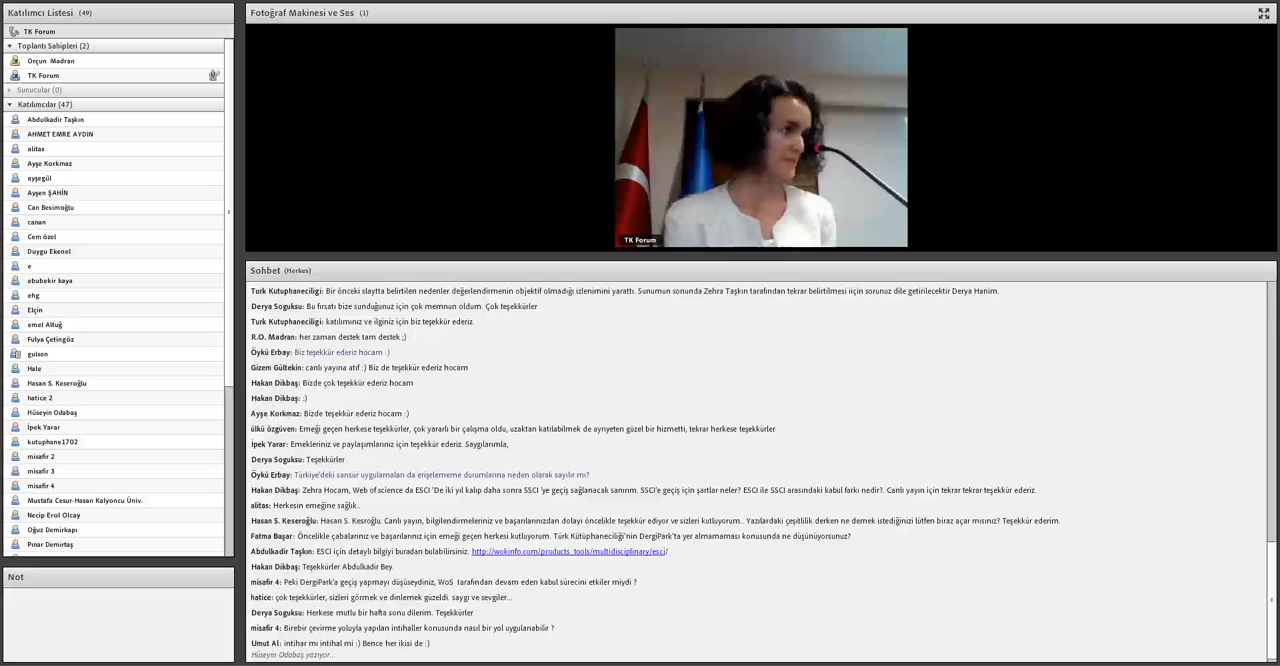 Katılımcı Listesi (49)
TK Forum
Toplantı Sahipleri (2)
Orçun Madran
TK Forum
Sunucular (0)
Katılımcılar (47)
Abdulkadir Taşkın
AHMET EMRE AYDIN
alitas
Ayşe Korkmaz
ayşegül
Ayşen ŞAHİN
Can Besimoğlu
canan
Cem özel
Duygu Ekenel
e
ebubekir kaya
ehg
Elçin
emel Altuğ
Fulya Çetingöz
gulsen
Hale
Hasan S. Keseroğlu
hatice 2
Hüseyin Odabaş
İpek Yarar
kutuphane1702
misafir 2
misafir 3
misafir 4
Mustafa Cesur-Hasan Kalyoncu Üniv.
Necip Erol Olcay
Oğuz Demirkapı
Pınar Demirtaş
Not
Fotoğraf Makinesi ve Ses (1)
TK Forum
Sohbet (Herkes)
Turk Kutuphaneciligi: Bir önceki slaytta belirtilen nedenler değerlendirmenin objektif olmadığı izlenimini yarattı. Sunumun sonunda Zehra Taşkın tarafından tekrar belirtilmesi iiçin sorunuz dile getirilecektir Derya Hanim.
Derya Soguksu: Bu fırsatı bize sunduğunuz için çok memnun oldum. Çok teşekkürler
Turk Kutuphaneciligi: katılımınız ve ilginiz için biz teşekkür ederiz.
R.O. Madran: her zaman destek tam destek ;)
Öykü Erbay: Biz teşekkür ederiz hocam :)
Gizem Gültekin: canlı yayına atıf :) Biz de teşekkür ederiz hocam
Hakan Dikbaş: Bizde çok teşekkür ederiz hocam
Hakan Dikbaş: :)
Ayşe Korkmaz: Bizde teşekkür ederiz hocam :)
ülkü özgüven: Emeği geçen herkese teşekkürler, çok yararlı bir çalışma oldu, uzaktan katılabilmek de ayrıyeten güzel bir hizmetti, tekrar herkese teşekkürler
İpek Yarar: Emekleriniz ve paylaşımlarınız için teşekkür ederiz. Saygılarımla,
Derya Soguksu: Teşekkürler
Öykü Erbay: Türkiye'deki sansür uygulamaları da erişelememe durumlarına neden olarak sayılır mı?
Hakan Dikbaş: Zehra Hocam, Web of science da ESCI 'De iki yıl kalıp daha sonra SSCI 'ye geçiş sağlanacak sanırım. SSCI'e geçiş için şartlar neler? ESCI ile SSCI arasındaki kabul farkı nedir?. Canlı yayın için tekrar tekrar teşekkür ederiz.
alitas: Herkesin emeğine sağlık..
Hasan S. Keseroğlu: Hasan S. Kesroğlu. Canlı yayın, bilgilendirmeleriniz ve başarılarınızdan dolayı öncelikle teşekkür ediyor ve sizleri kutluyorum.. Yazılardaki çeşitlilik derken ne demek istediğinizi lütfen biraz açar mısınız? Teşekkür ederim.
Fatma Başar: Öncelikle çabalarınız ve başarılarınız için emeği geçen herkesi kutluyorum. Türk Kütüphaneciliği'nin DergiPark'ta yer almamaması konusunda ne düşünüyorsunuz?
Abdulkadir Taşkın: ESCI için detaylı bilgiyi buradan bulabilirsiniz. http://wokinfo.com/products_tools/multidisciplinary/esci/
Hakan Dikbaş: Teşekkürler Abdulkadir Bey.
misafir 4: Peki DergiPark'a geçiş yapmayı düşüseydiniz, WoS tarafından devam eden kabul sürecini etkiler miydi ?
hatice: çok teşekkürler, sizleri görmek ve dinlemek güzeldi. saygı ve sevgiler...
Derya Soguksu: Herkese mutlu bir hafta sonu dilerim. Teşekkürler
misafir 4: Birebir çevirme yoluyla yapılan intihaller konusunda nasıl bir yol uygulanabilir ?
Umut Al: intihar mı intihal mi :) Bence her ikisi de :)
Hüseyin Odabaş yazıyor...